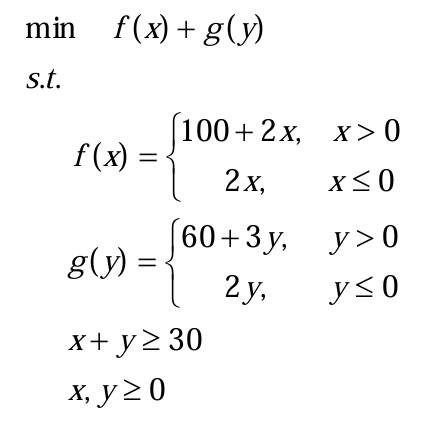 min f(x) + g(y)
s.t.
f(x) = { 100 + 2x, x > 0
2x, x ≤ 0
g(y) = { 60 + 3y, y > 0
2y, y ≤ 0
x + y ≥ 30
x, y ≥ 0